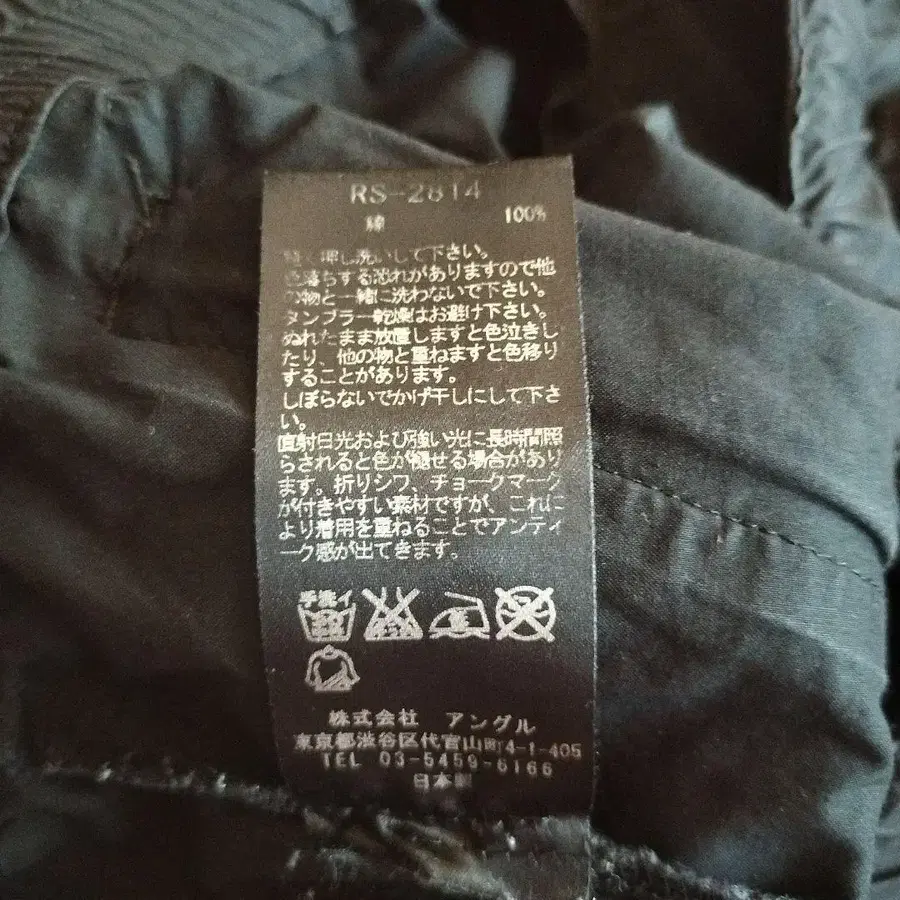 RS-2814
綿 100%
軽く押し洗いして下さい。
色落ちする恐れがありますので他
の物と一緒に洗わないで下さい。
タンブラー乾燥はお避け下さい。
ぬれたまま放置しますと色泣きし
たり、他の物と重ねますと色移り
することがあります。
しぼらないでかげ干しにして下さ
い。
直射日光および強い光に長時間照
らされると色が褪せる場合があり
ます。折りシワ、チョークマーク
が付きやすい素材ですが、これに
より着用を重ねることでアンティ
ーク感が出てきます。
手洗イ
株式会社 アングル
東京都渋谷区代官山町4-1-405
TEL 03-5459-6166
日本製